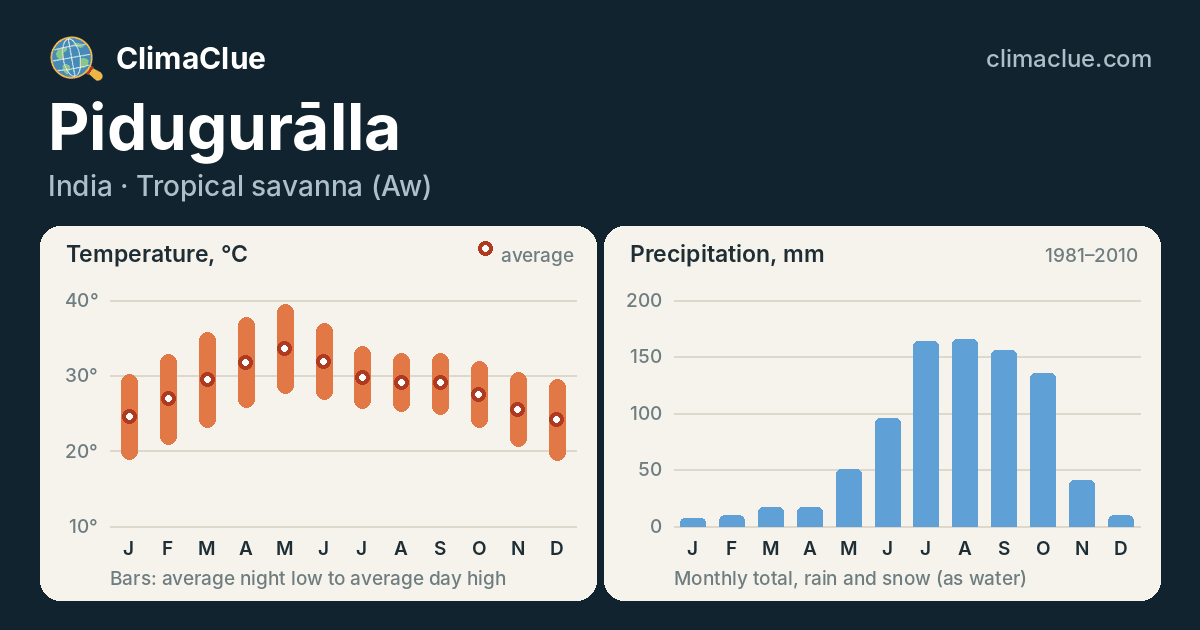 ClimaClue
climaclue.com
Pidugurālla
India · Tropical savanna (Aw)
Temperature, °C
average
40°
30°
20°
10°
J F M A M J J A S O N D
Bars: average night low to average day high
Precipitation, mm
1981–2010
200
150
100
50
0
J F M A M J J A S O N D
Monthly total, rain and snow (as water)